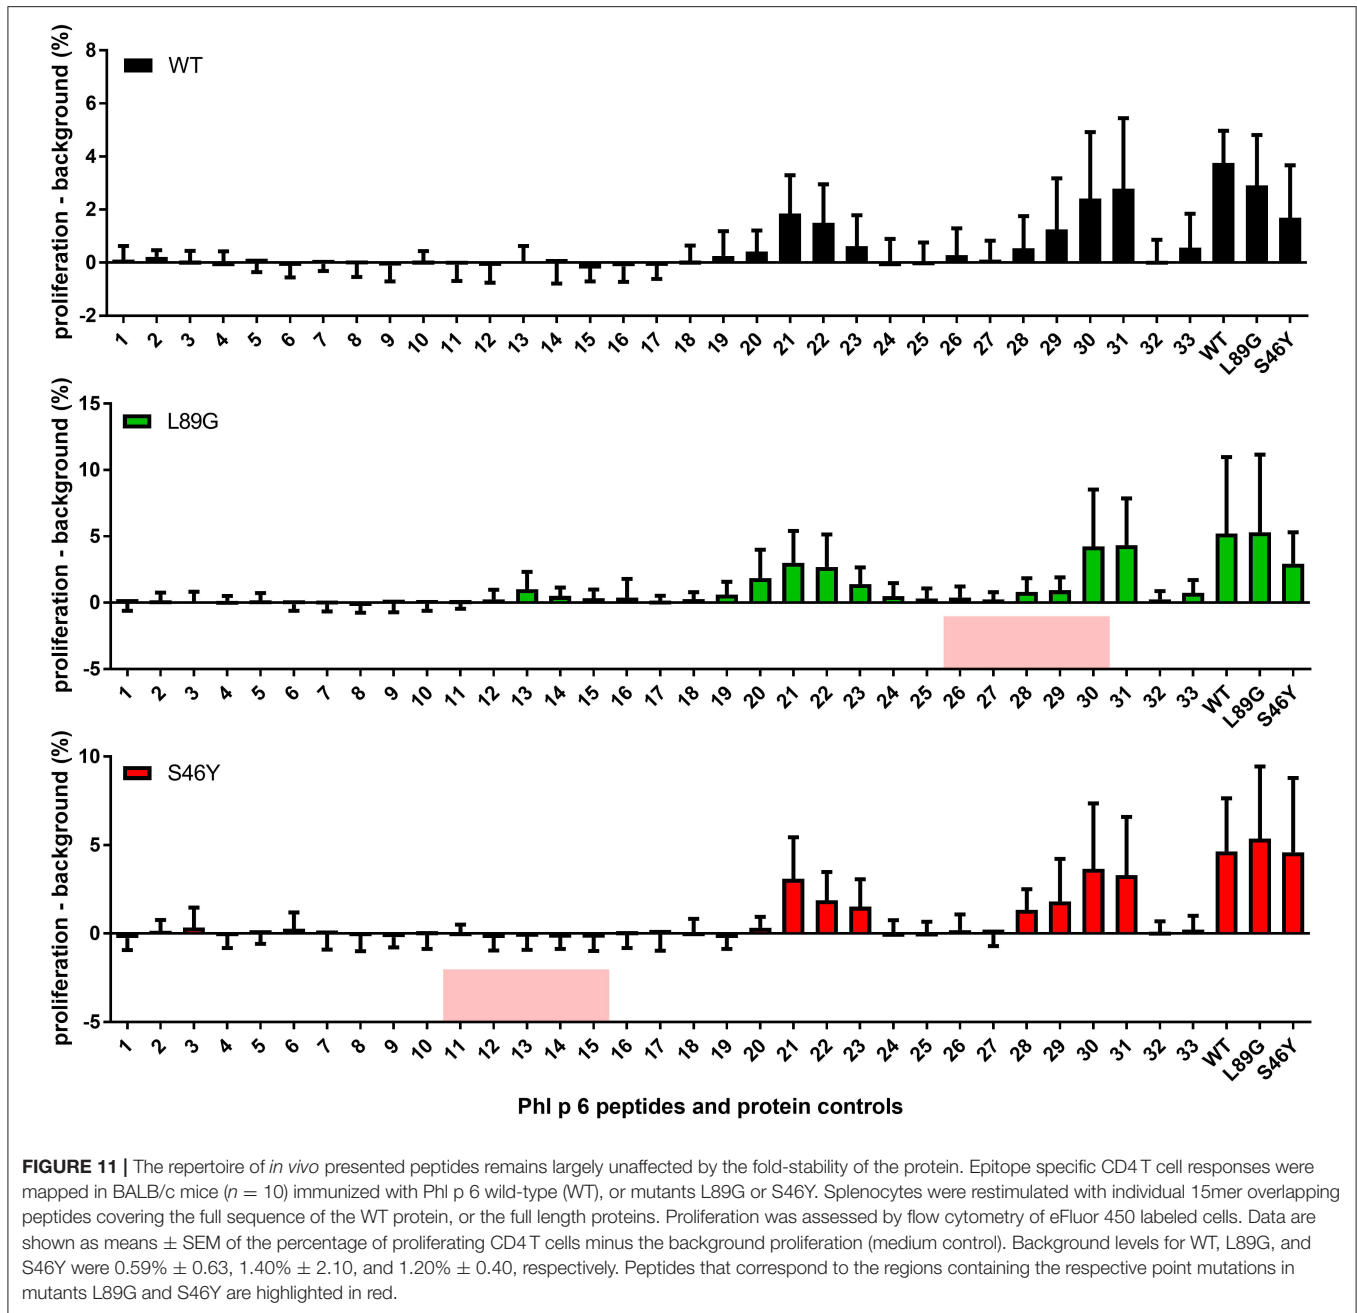 proliferation - background (%)
WT
8
6
4
2
0
-2
1 2 3 4 5 6 7 8 9 10 11 12 13 14 15 16 17 18 19 20 21 22 23 24 25 26 27 28 29 30 31 32 33 WT L89G S46Y
proliferation - background (%)
L89G
15
10
5
0
-5
1 2 3 4 5 6 7 8 9 10 11 12 13 14 15 16 17 18 19 20 21 22 23 24 25 26 27 28 29 30 31 32 33 WT L89G S46Y
proliferation - background (%)
S46Y
10
5
0
-5
1 2 3 4 5 6 7 8 9 10 11 12 13 14 15 16 17 18 19 20 21 22 23 24 25 26 27 28 29 30 31 32 33 WT L89G S46Y
Phl p 6 peptides and protein controls
FIGURE 11 | The repertoire of in vivo presented peptides remains largely unaffected by the fold-stability of the protein. Epitope specific CD4 T cell responses were
mapped in BALB/c mice (n = 10) immunized with Phl p 6 wild-type (WT), or mutants L89G or S46Y. Splenocytes were restimulated with individual 15mer overlapping
peptides covering the full sequence of the WT protein, or the full length proteins. Proliferation was assessed by flow cytometry of eFluor 450 labeled cells. Data are
shown as means ± SEM of the percentage of proliferating CD4 T cells minus the background proliferation (medium control). Background levels for WT, L89G, and
S46Y were 0.59% ± 0.63, 1.40% ± 2.10, and 1.20% ± 0.40, respectively. Peptides that correspond to the regions containing the respective point mutations in
mutants L89G and S46Y are highlighted in red.